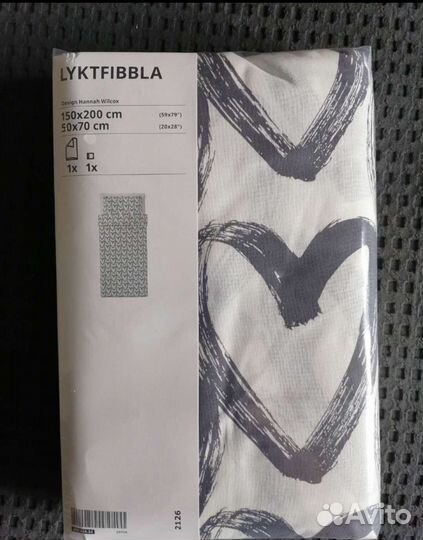 LYKTFIBBLA
Design Hannah Wilcox
150x200 cm (59x79")
50x70 cm (20x28")
1x 1x
2126
Avito